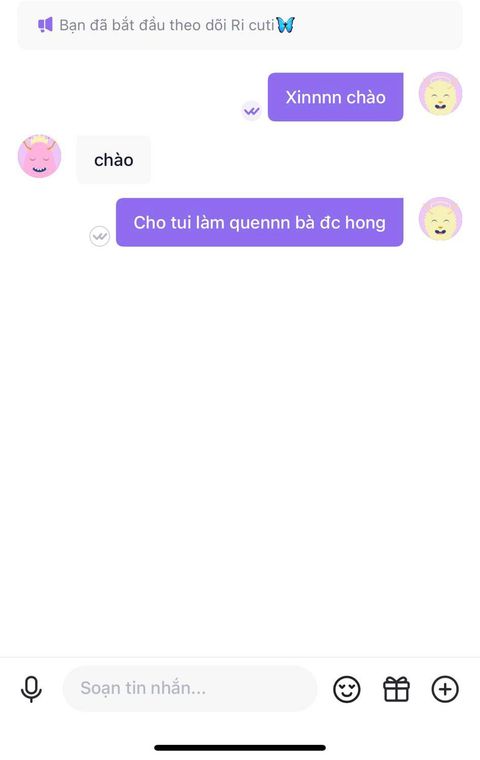 Bạn đã bắt đầu theo dõi Ri cuti🦋
Xinnnn chào
chào
Cho tui làm quennn bà đc hong
Soạn tin nhắn...